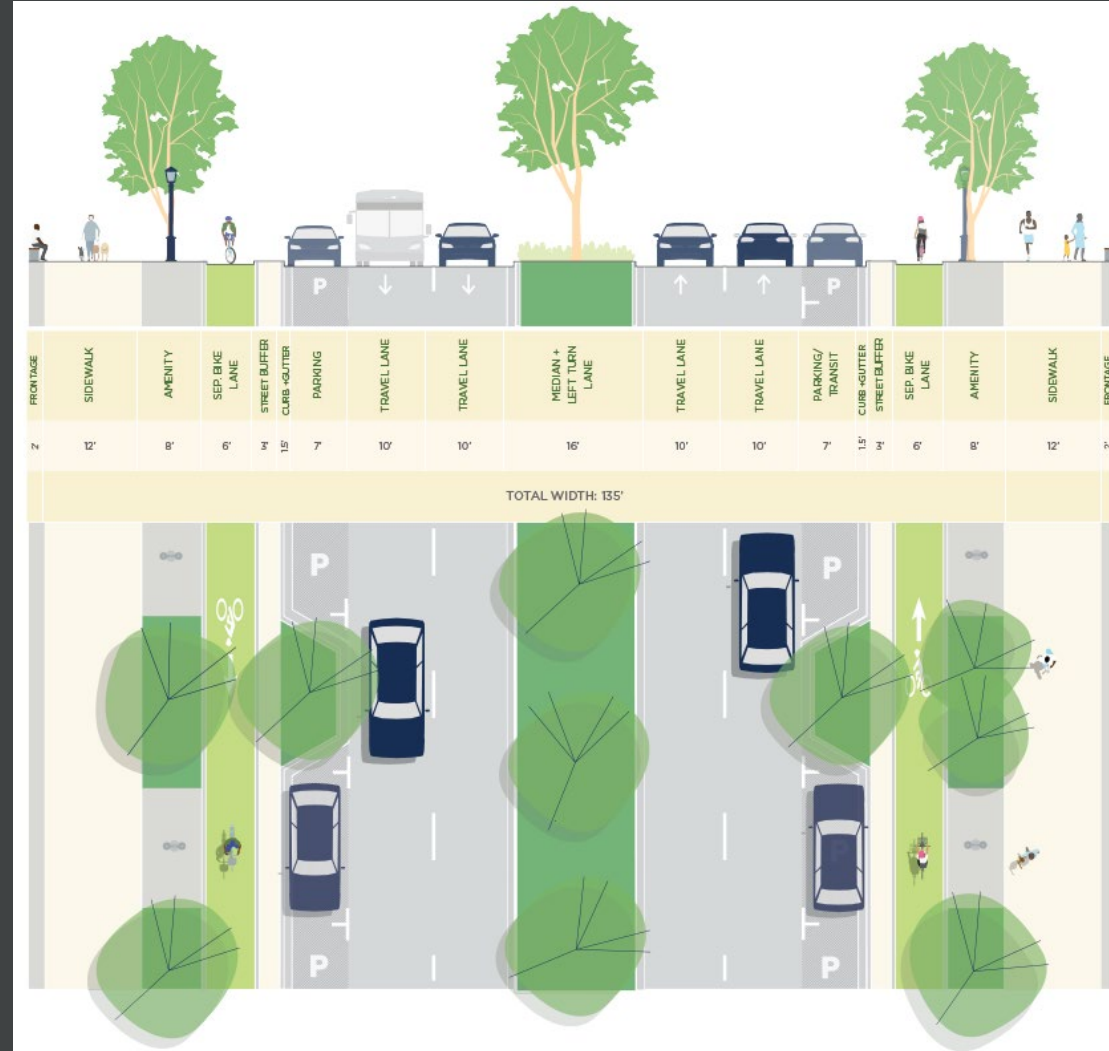 P
P
FRONTAGE
SIDEWALK
AMENITY
SEP. BIKE
LANE
STREET BUFFER
CURB +GUTTER
PARKING
TRAVEL LANE
TRAVEL LANE
MEDIAN +
LEFT TURN
LANE
TRAVEL LANE
TRAVEL LANE
PARKING/
TRANSIT
CURB +GUTTER
STREET BUFFER
SEP. BIKE
LANE
AMENITY
SIDEWALK
FRONTAGE
2'
12'
8'
6'
3'
1.5'
7'
10'
10'
16'
10'
10'
7'
1.5'
3'
6'
8'
12'
2'
TOTAL WIDTH: 135'
P
P
P
P
P